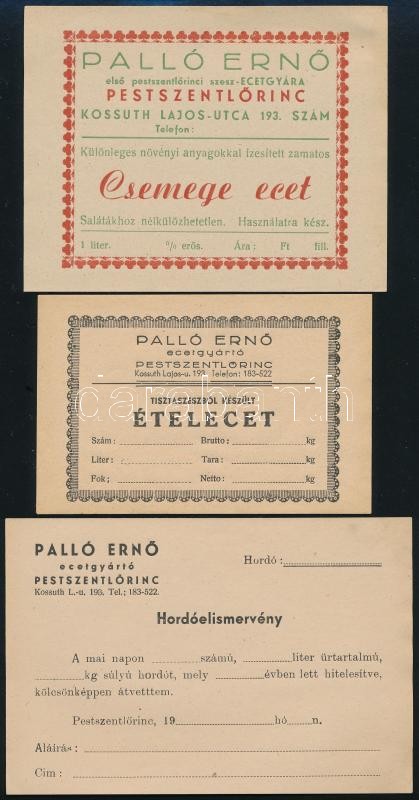 PALLÓ ERNŐ
első pestszentlőrinci szesz-ECETGYÁRA
PESTSZENTLŐRINC
KOSSUTH LAJOS-UTCA 193. SZÁM
Telefon:
Különleges növényi anyagokkal ízesített zamatos
Csemege ecet
Salátákhoz nélkülözhetetlen. Használatra kész.
1 liter. % erős. Ára: Ft fill.
PALLÓ ERNŐ
ecetgyártó
PESTSZENTLŐRINC
Kossuth Lajos-u. 193. Telefon: 183-522
TISZTASZESZBŐL KÉSZÜLT
ÉTELECET
Szám: Brutto: kg
Liter: Tara: kg
Fok: Netto: kg
darabanth
PALLÓ ERNŐ
ecetgyártó
PESTSZENTLŐRINC
Kossuth L.-u. 193. Tel.; 183-522.
Hordó:
Hordóelismervény
A mai napon számú, liter űrtartalmú,
kg súlyú hordót, mely évben lett hitelesítve,
kölcsönképpen átvetttem.
Pestszentlőrinc, 19 hó n.
Aláírás:
Cim: